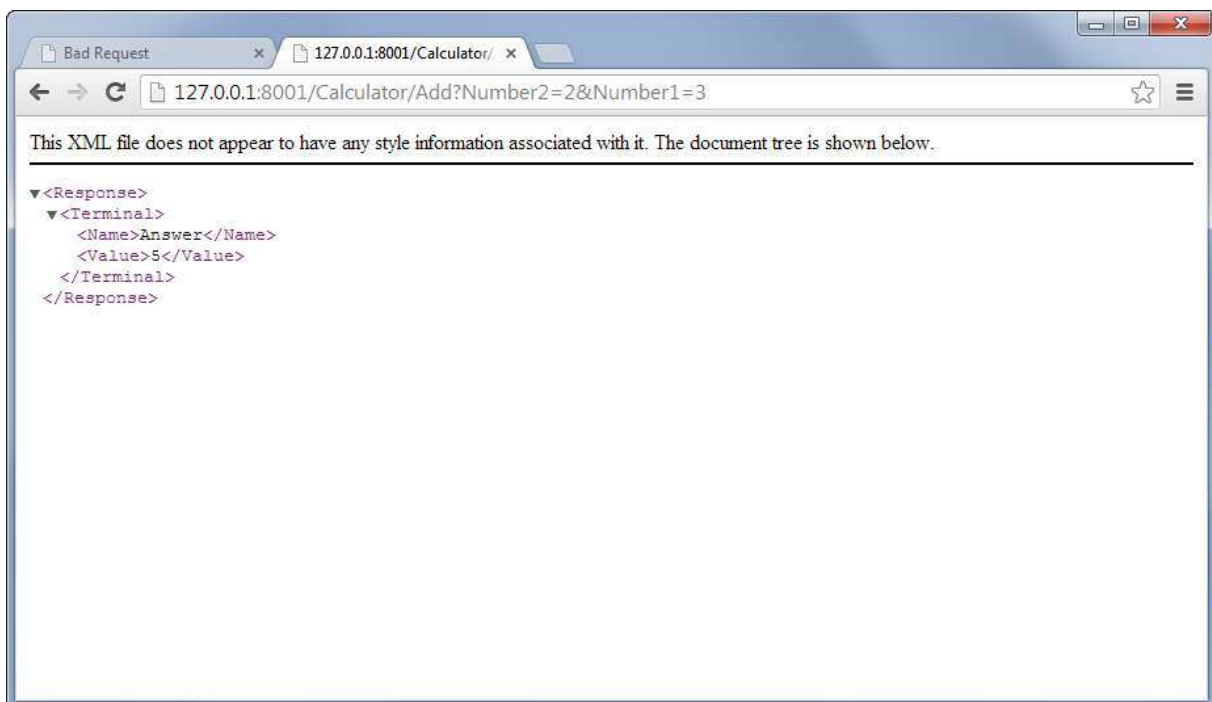 Bad Request
127.0.0.1:8001/Calculator/
127.0.0.1:8001/Calculator/Add?Number2=2&Number1=3
This XML file does not appear to have any style information associated with it. The document tree is shown below.
<Response>
<Terminal>
<Name>Answer</Name>
<Value>5</Value>
</Terminal>
</Response>